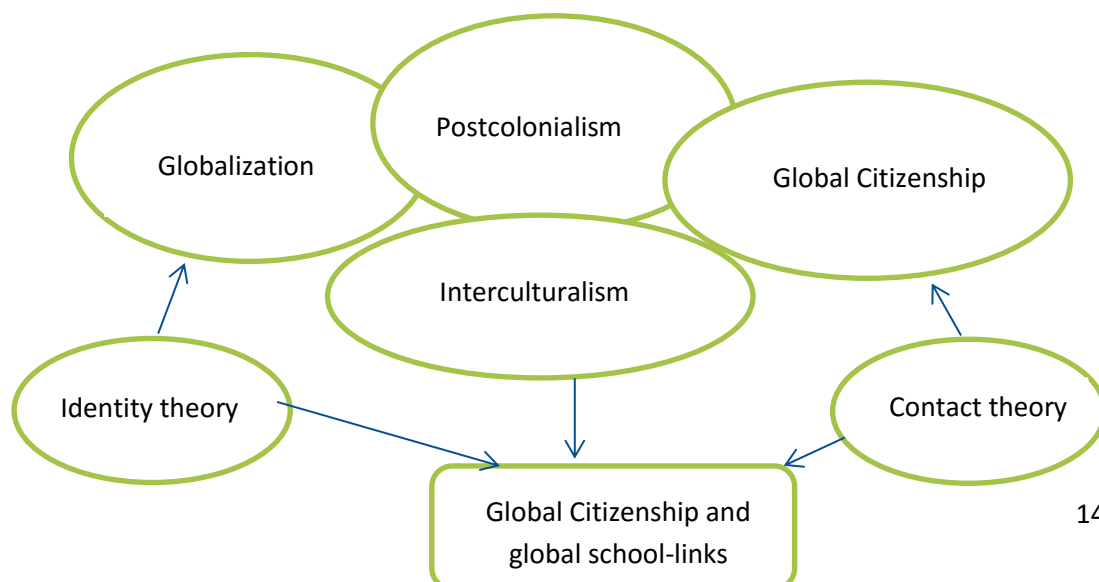 Postcolonialism
Globalization
Global Citizenship
Interculturalism
Identity theory
Contact theory
Global Citizenship and
global school-links
14